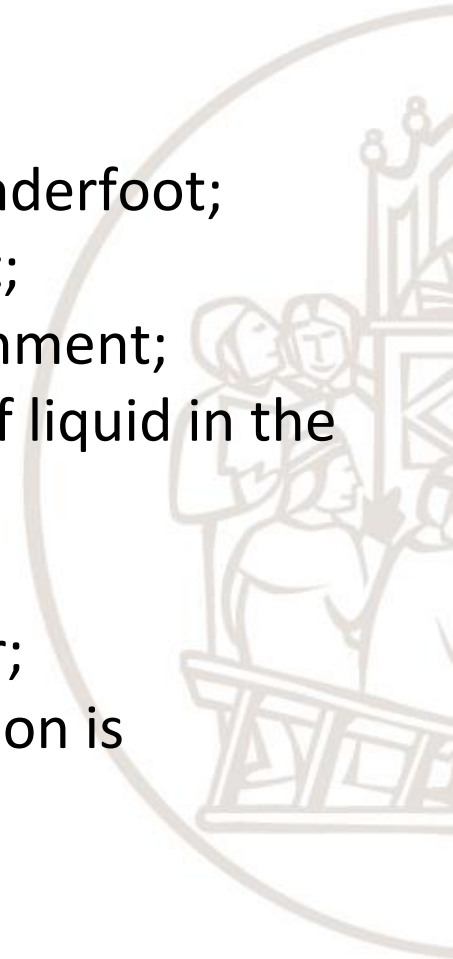 nderfoot;
;
nment;
f liquid in the
r;
on is